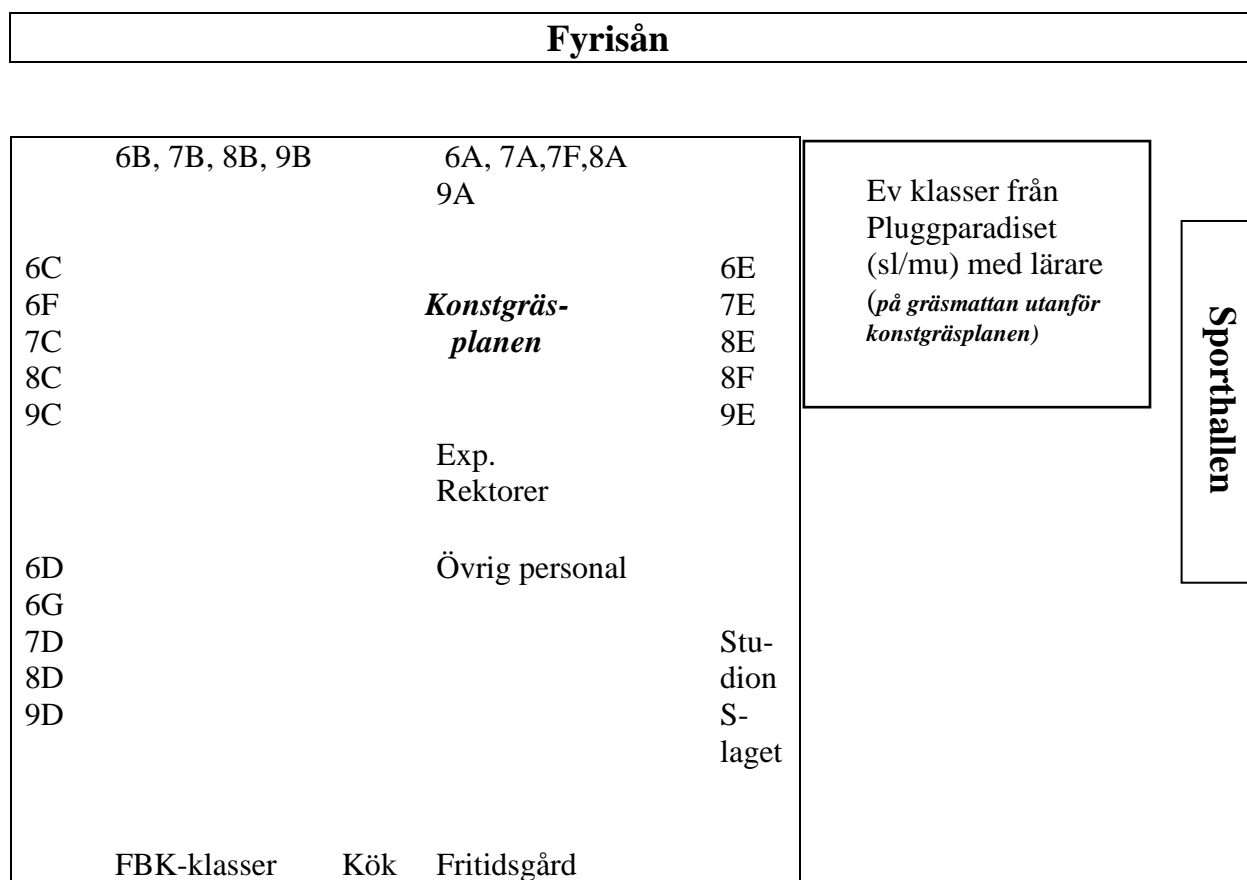 Fyrisån
6B, 7B, 8B, 9B
6A, 7A,7F,8A
9A
6C
6F
7C
8C
9C
Konstgräs-
planen
6E
7E
8E
8F
9E
Ev klasser från
Pluggparadiset
(sl/mu) med lärare
(på gräsmattan utanför
konstgräsplanen)
Sporthallen
Exp.
Rektorer
6D
6G
7D
8D
9D
Övrig personal
Stu-
dion
S-
laget
FBK-klasser Kök Fritidsgård